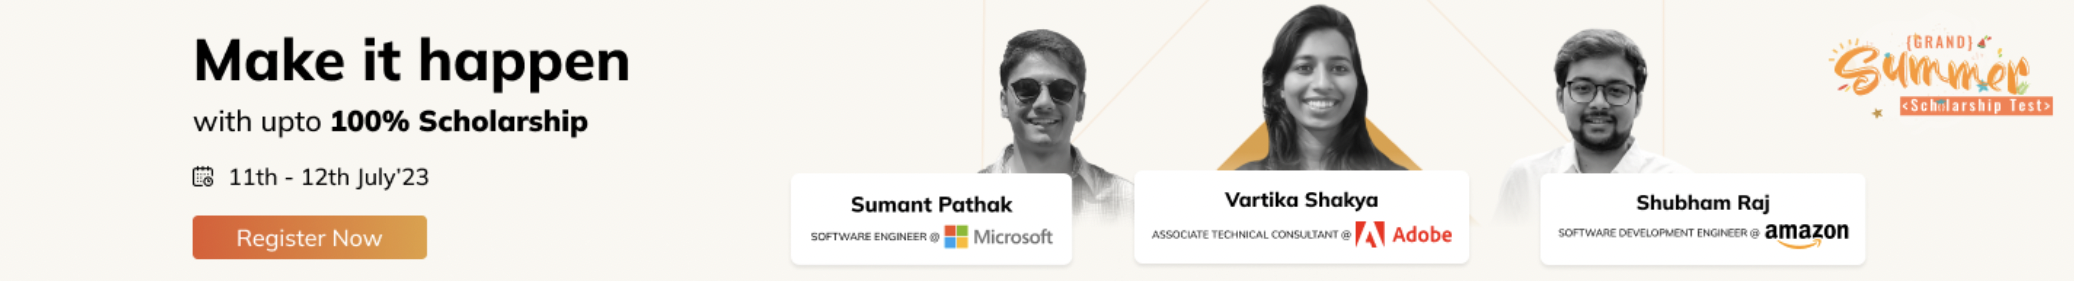 Make it happen
with upto 100% Scholarship
11th - 12th July'23
Register Now
Sumant Pathak
SOFTWARE ENGINEER @ Microsoft
Vartika Shakya
ASSOCIATE TECHNICAL CONSULTANT @ Adobe
Shubham Raj
SOFTWARE DEVELOPMENT ENGINEER @ amazon
{GRAND}
Summer
<Scholarship Test>